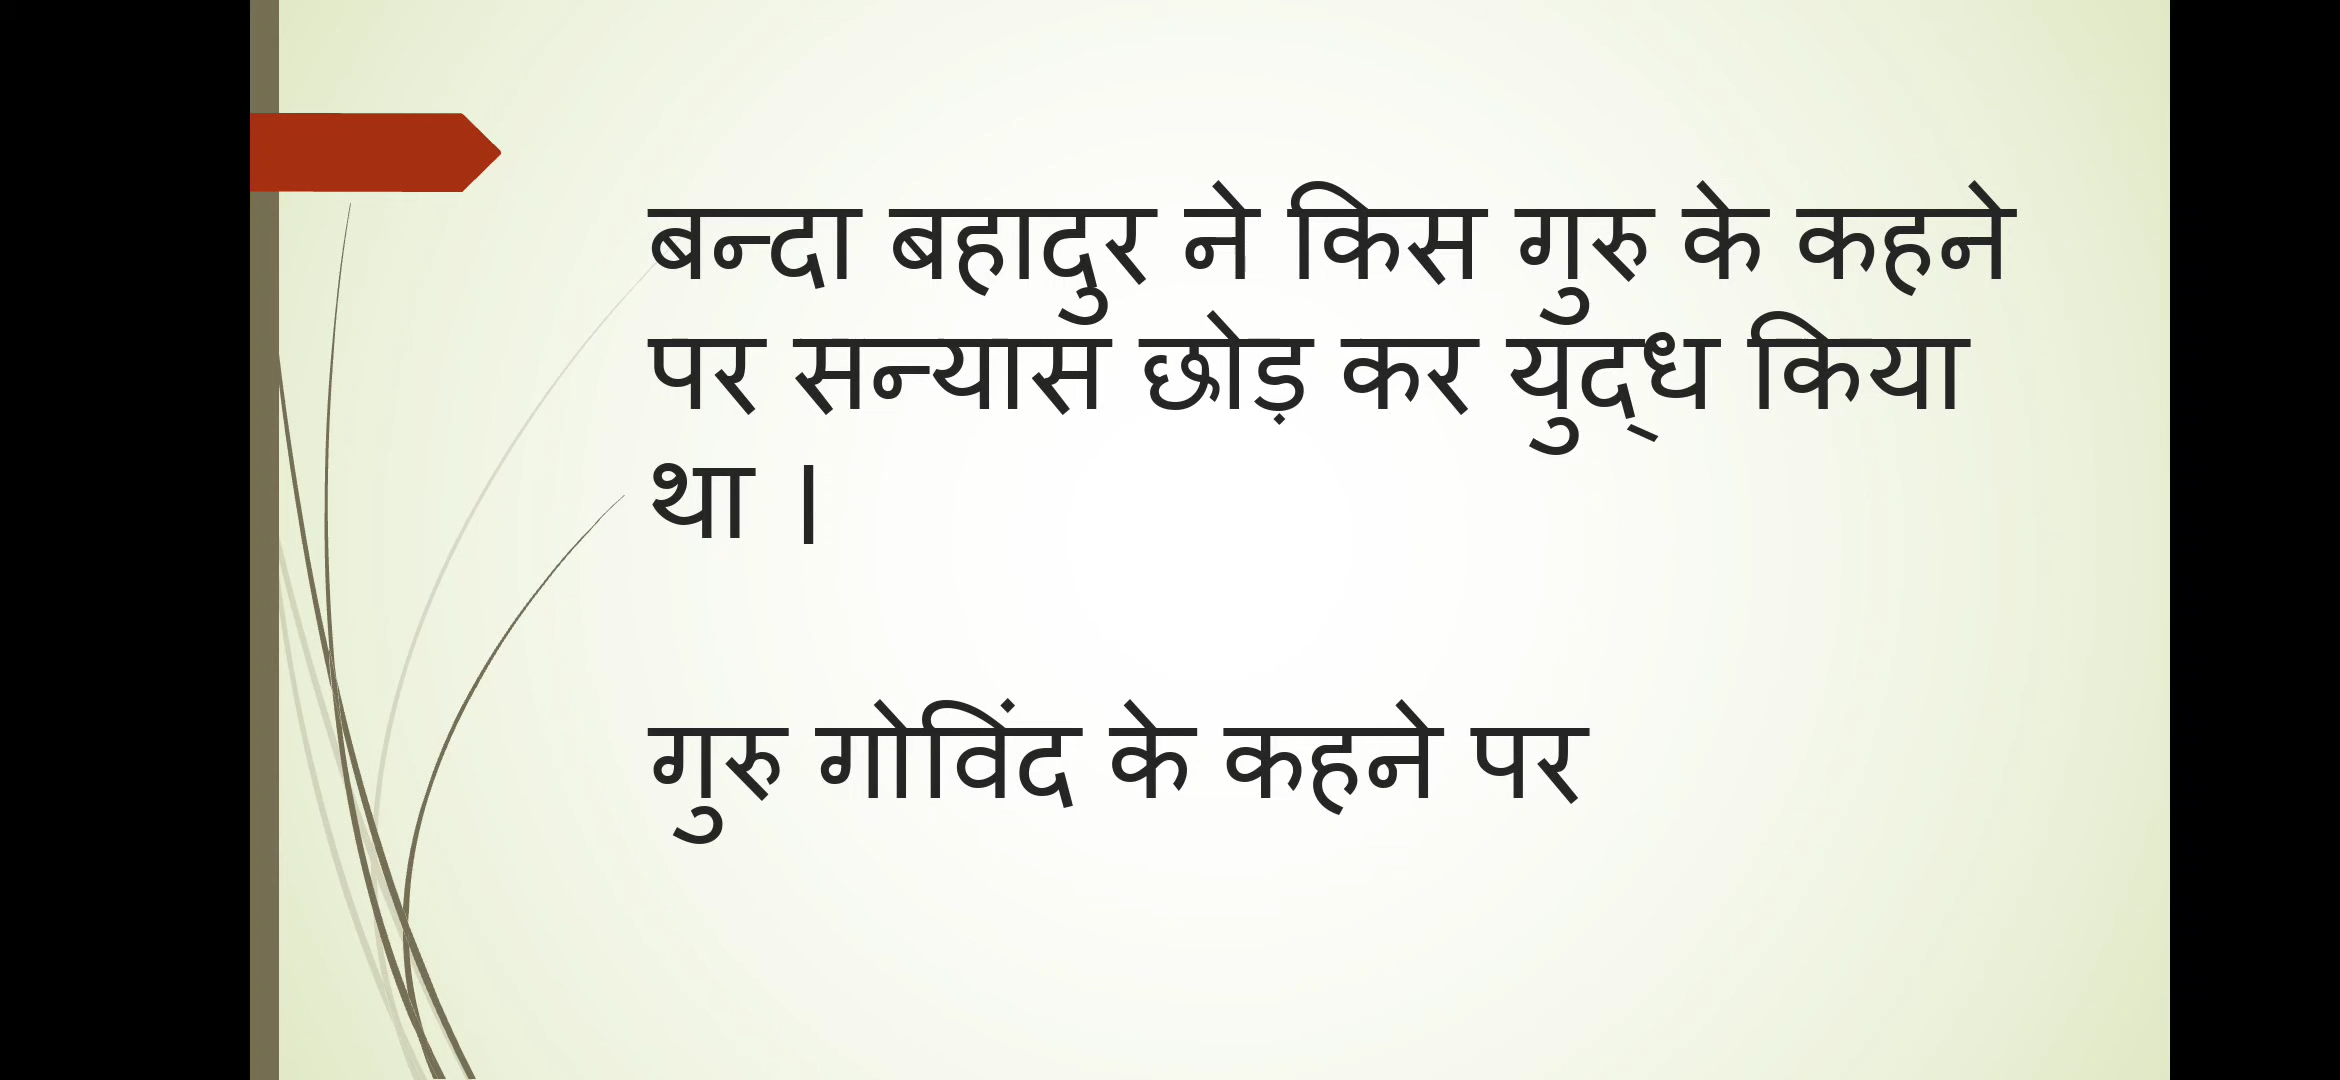 बन्दा बहादुर ने किस गुरु के कहने
पर सन्यास छोड़ कर युद्ध किया
था ।
गुरु गोविंद के कहने पर